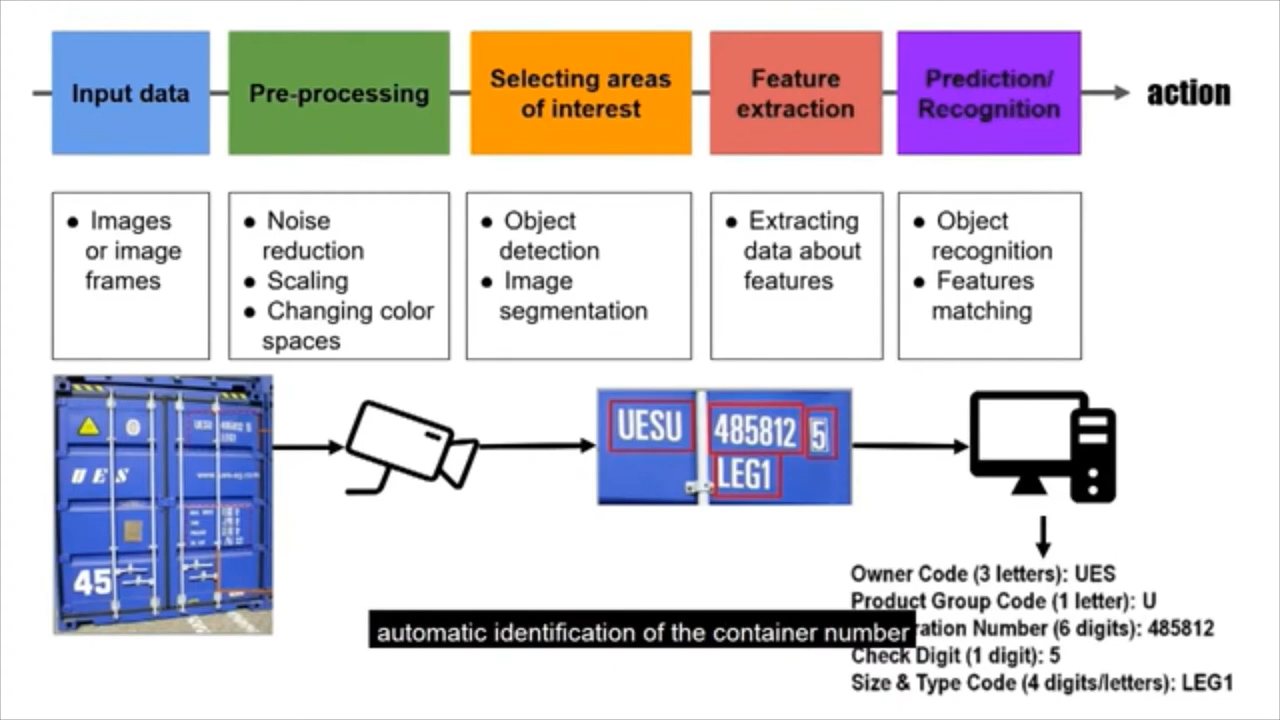 Input data
Pre-processing
Selecting areas
of interest
Feature
extraction
Prediction/
Recognition
action
● Images
or image
frames
● Noise
reduction
● Scaling
● Changing color
spaces
● Object
detection
● Image
segmentation
● Extracting
data about
features
● Object
recognition
● Features
matching
UES
45
UESU
485812
5
LEG1
Owner Code (3 letters): UES
Product Group Code (1 letter): U
ration Number (6 digits): 485812
automatic identification of the container number
Check Digit (1 digit): 5
Size & Type Code (4 digits/letters): LEG1